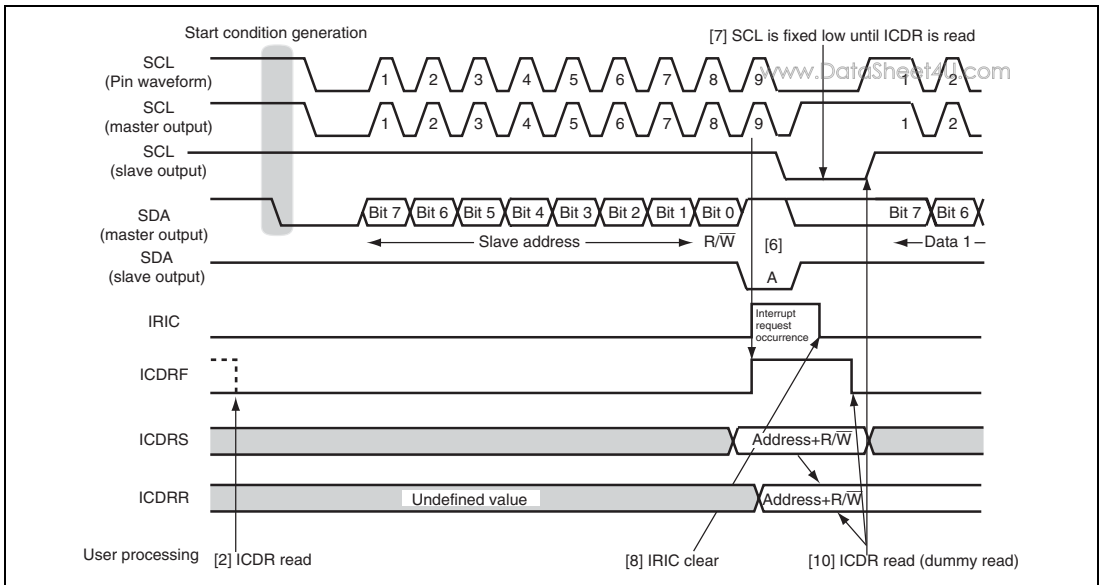 Start condition generation
[7] SCL is fixed low until ICDR is read
www.DataSheet4U.com
SCL
(Pin waveform)
1 2 3 4 5 6 7 8 9 1 2
SCL
(master output)
1 2 3 4 5 6 7 8 9 1 2
SCL
(slave output)
SDA
(master output)
Bit 7 Bit 6 Bit 5 Bit 4 Bit 3 Bit 2 Bit 1 Bit 0 Bit 7 Bit 6
Slave address R/W̅ [6] Data 1
SDA
(slave output)
A
IRIC
Interrupt
request
occurrence
ICDRF
ICDRS
Address+R/W̅
ICDRR
Undefined value
Address+R/W̅
User processing
[2] ICDR read
[8] IRIC clear
[10] ICDR read (dummy read)